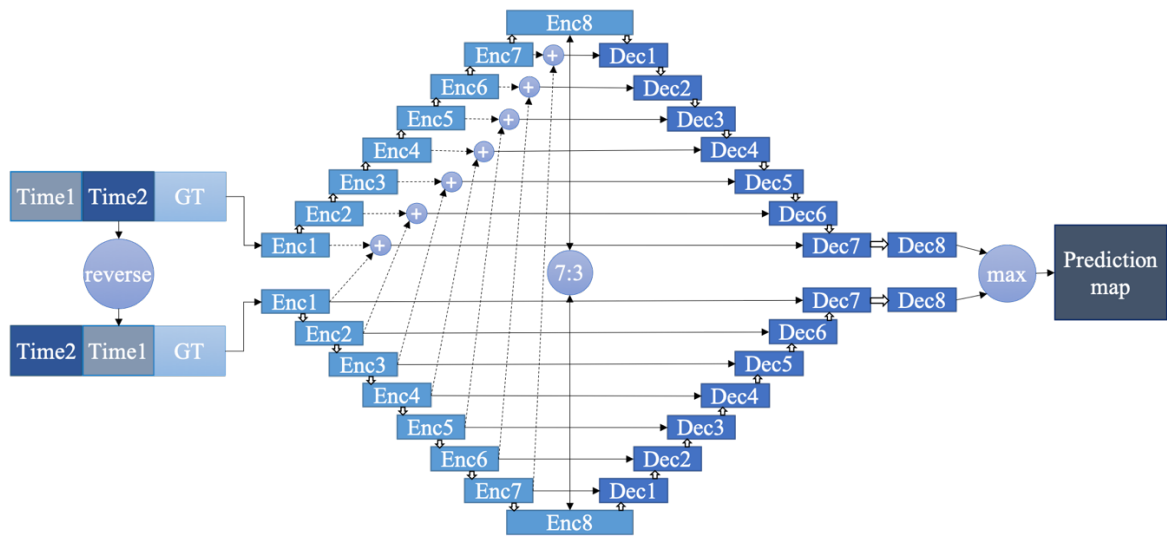 Enc8
Enc7 + Dec1
Enc6 + Dec2
Enc5 + Dec3
Enc4 + Dec4
Time1 Time2 GT Enc3 + Dec5
Enc2 + Dec6
Enc1 + Dec7 Dec8
reverse 7:3 max Prediction
map
Enc1 Dec7 Dec8
Time2 Time1 GT Enc2 Dec6
Enc3 Dec5
Enc4 Dec4
Enc5 Dec3
Enc6 Dec2
Enc7 Dec1
Enc8